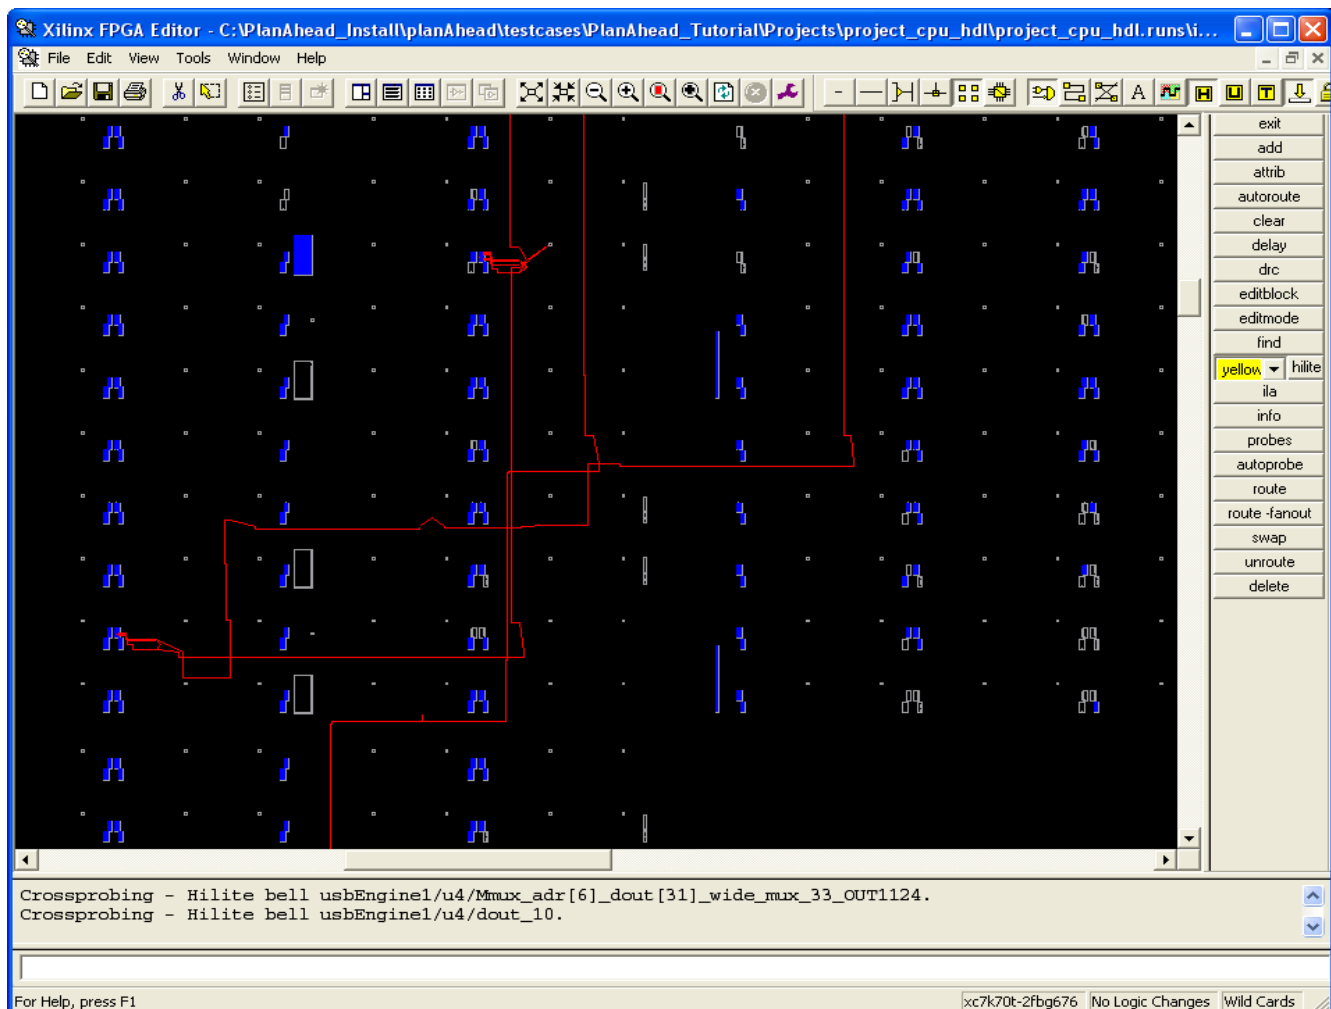 Xilinx FPGA Editor - C:\PlanAhead_Install\planAhead\testcases\PlanAhead_Tutorial\Projects\project_cpu_hdl\project_cpu_hdl.runs\i...
File Edit View Tools Window Help
A
H U T
exit
add
attrib
autoroute
clear
delay
drc
editblock
editmode
find
yellow hilite
ila
info
probes
autoprobe
route
route -fanout
swap
unroute
delete
Crossprobing - Hilite bell usbEngine1/u4/Mmux_adr[6]_dout[31]_wide_mux_33_OUT1124.
Crossprobing - Hilite bell usbEngine1/u4/dout_10.
For Help, press F1 xc7k70t-2fbg676 No Logic Changes Wild Cards